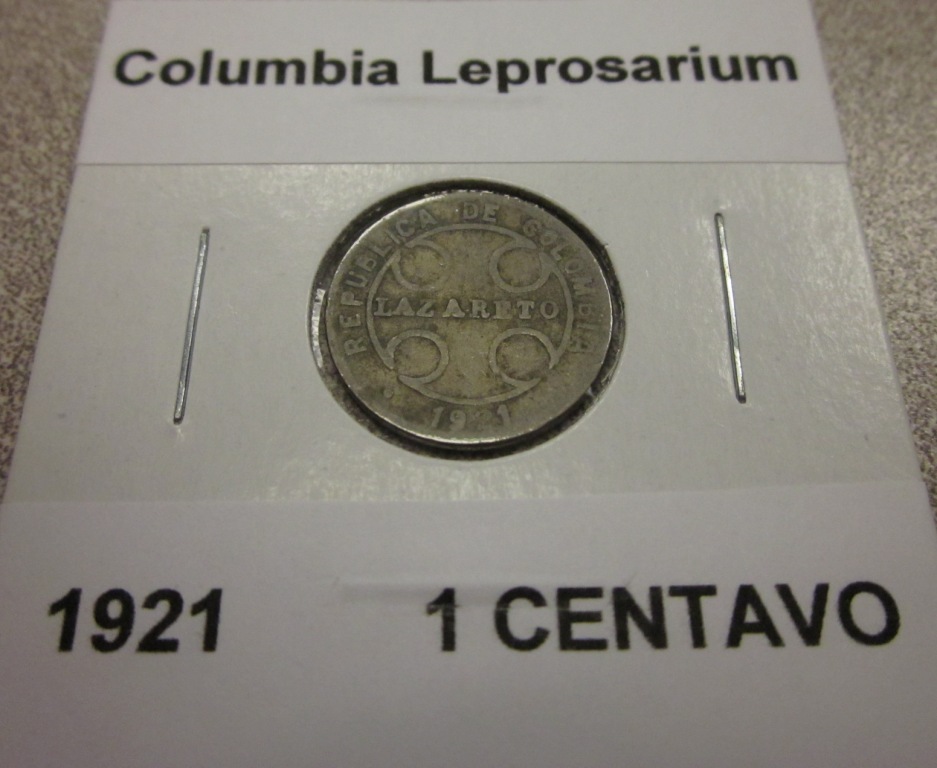 Columbia Leprosarium
REPUBLICA DE COLOMBIA
LAZARETO
1921
1921 1 CENTAVO